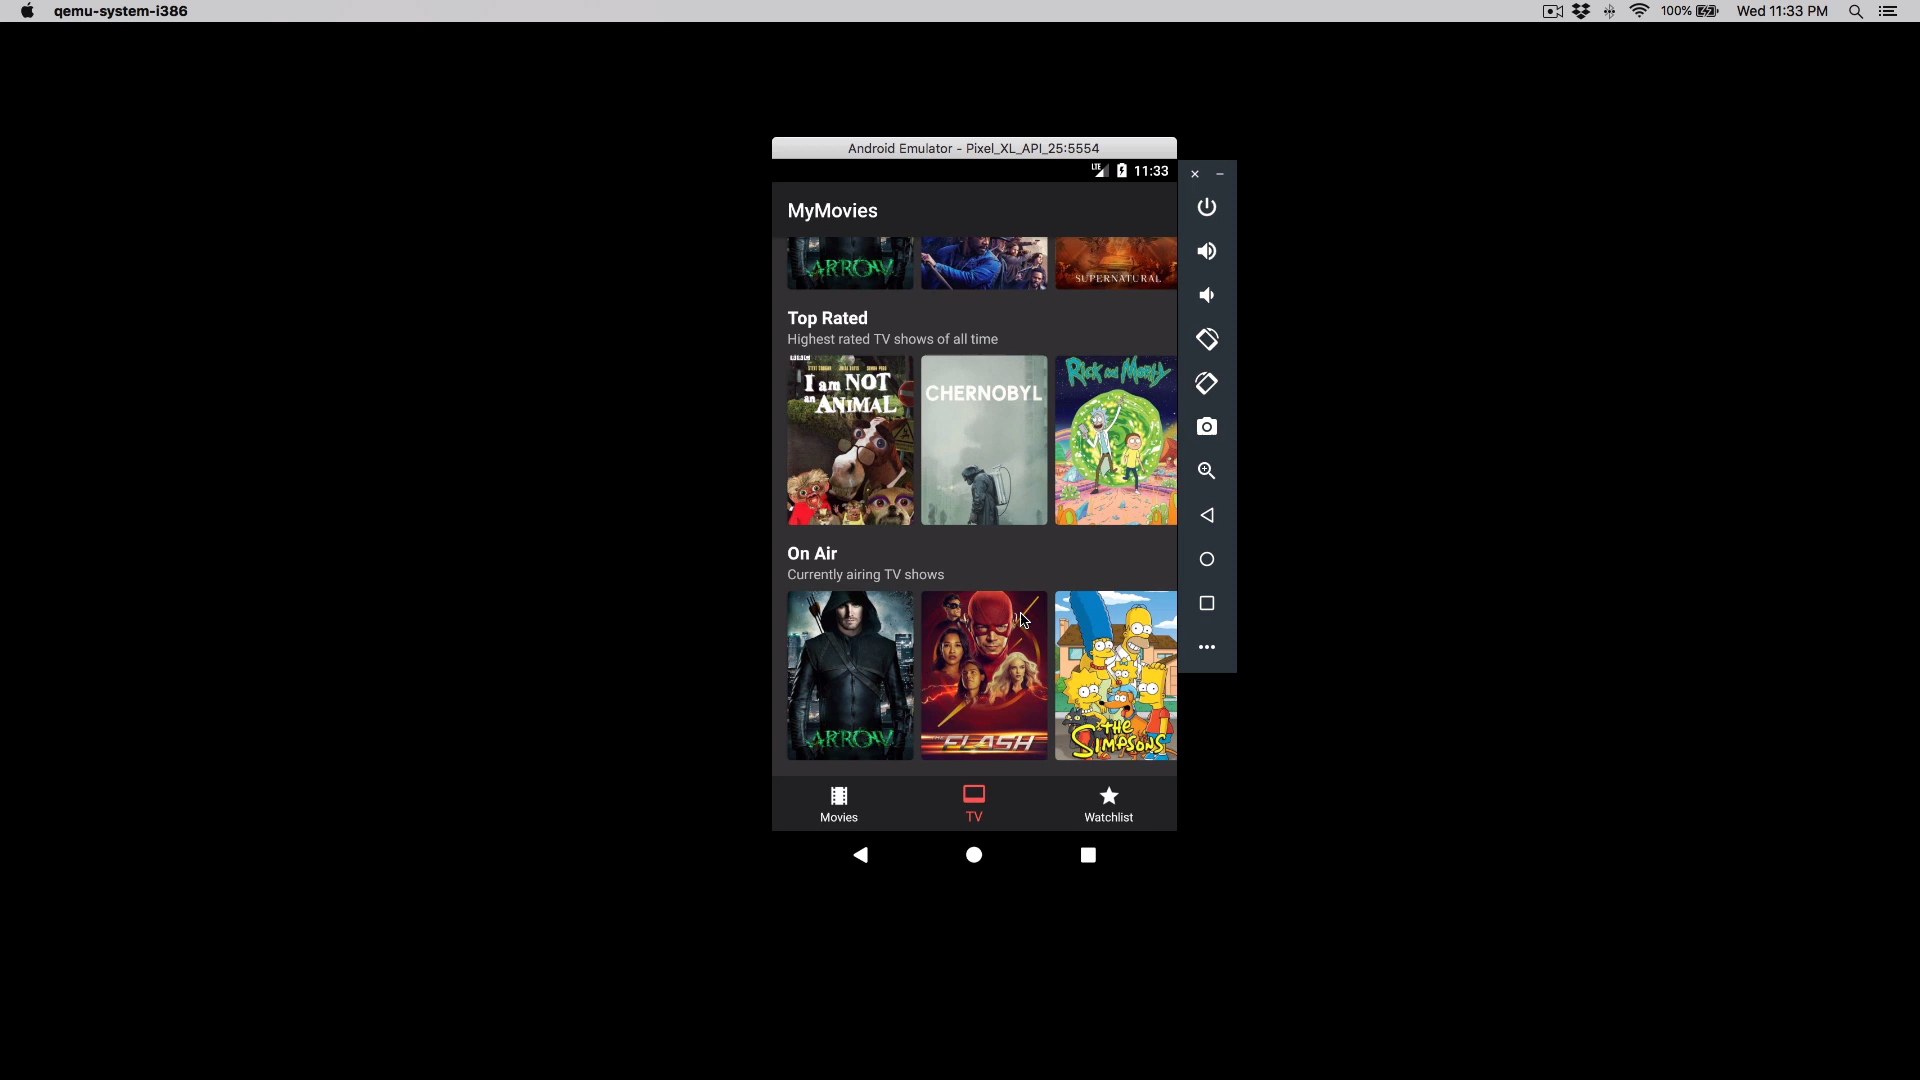 qemu-system-i386
100%
Wed 11:33 PM
Android Emulator - Pixel_XL_API_25:5554
LTE
11:33
MyMovies
ARROW
SUPERNATURAL
Top Rated
Highest rated TV shows of all time
I am NOT
an ANIMAL
CHERNOBYL
Rick and Morty
On Air
Currently airing TV shows
ARROW
THE FLASH
THE
SIMPSONS
Movies
TV
Watchlist